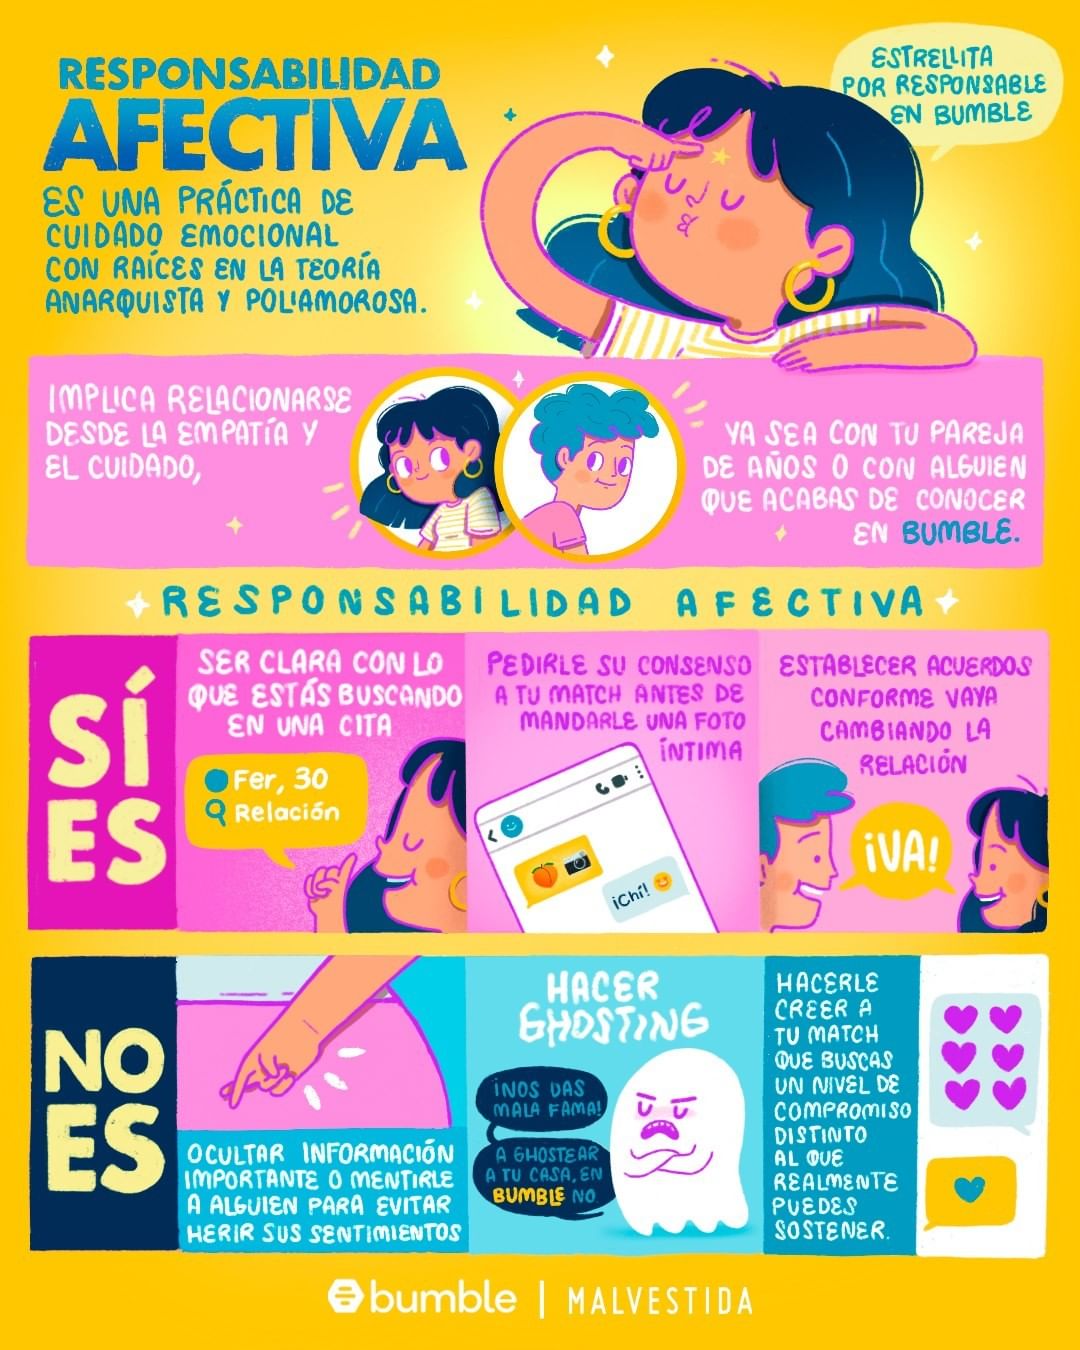 RESPONSABILIDAD
AFECTIVA
ES UNA PRÁCTICA DE
CUIDADO EMOCIONAL
CON RAÍCES EN LA TEORÍA
ANARQUISTA Y POLIAMOROSA.
ESTRELLITA
POR RESPONSABLE
EN BUMBLE
IMPLICA RELACIONARSE
DESDE LA EMPATÍA Y
EL CUIDADO,
YA SEA CON TU PAREJA
DE AÑOS O CON ALGUIEN
QUE ACABAS DE CONOCER
EN BUMBLE.
RESPONSABILIDAD AFECTIVA
SÍ
ES
SER CLARA CON LO
QUE ESTÁS BUSCANDO
EN UNA CITA
Fer, 30
Relación
PEDIRLE SU CONSENSO
A TU MATCH ANTES DE
MANDARLE UNA FOTO
ÍNTIMA
¡Chí!
ESTABLECER ACUERDOS
CONFORME VAYA
CAMBIANDO LA
RELACIÓN
¡VA!
NO
ES
OCULTAR INFORMACIÓN
IMPORTANTE O MENTIRLE
A ALGUIEN PARA EVITAR
HERIR SUS SENTIMIENTOS
HACER
GHOSTING
¡NOS DAS
MALA FAMA!
A GHOSTEAR
A TU CASA, EN
BUMBLE NO.
HACERLE
CREER A
TU MATCH
QUE BUSCAS
UN NIVEL DE
COMPROMISO
DISTINTO
AL QUE
REALMENTE
PUEDES
SOSTENER.
bumble | MALVESTIDA